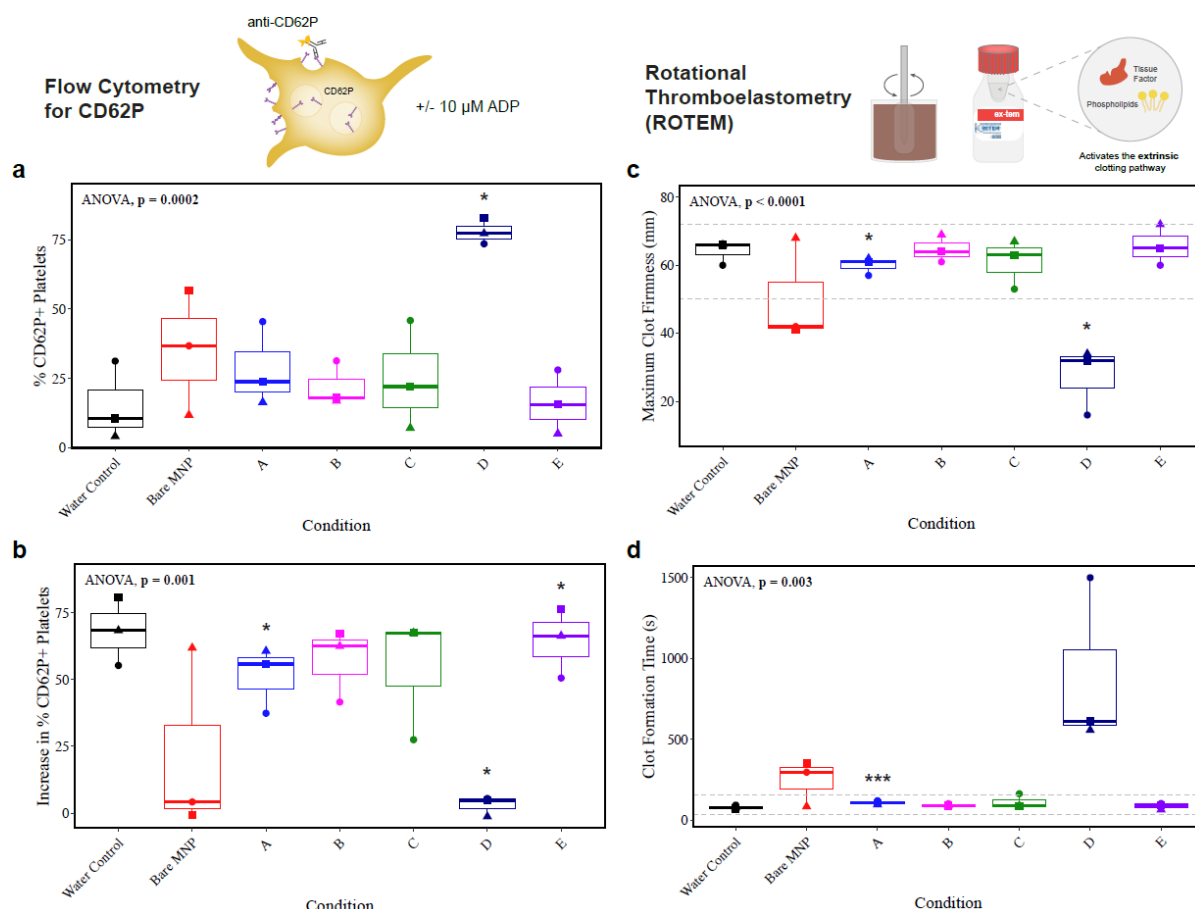 anti-CD62P
Flow Cytometry
for CD62P
CD62P
+/- 10 µM ADP
Rotational
Thromboelastometry
(ROTEM)
ex-tem
Tissue
Factor
Phospholipids
Activates the extrinsic
clotting pathway
a
ANOVA, p = 0.0002
*
% CD62P+ Platelets
75
50
25
0
Water Control
Bare MNP
A
B
C
D
E
Condition
c
ANOVA, p < 0.0001
*
*
Maximum Clot Firmness (mm)
80
60
40
20
Water Control
Bare MNP
A
B
C
D
E
Condition
b
ANOVA, p = 0.001
*
*
*
Increase in % CD62P+ Platelets
75
50
25
0
Water Control
Bare MNP
A
B
C
D
E
Condition
d
ANOVA, p = 0.003
***
Clot Formation Time (s)
1500
1000
500
0
Water Control
Bare MNP
A
B
C
D
E
Condition